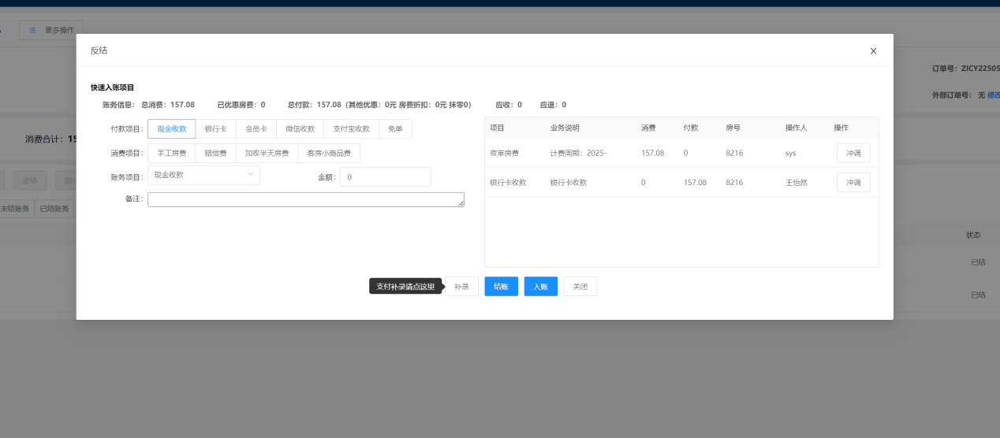 更多操作
反结
X
订单号：ZICY22505
外部订单号： 无 修改
消费合计：15
快速入账项目
账务信息： 总消费：157.08 已优惠房费：0 总付款：157.08（其他优惠：0元 房费折扣：0元 抹零0） 应收：0 应退：0
付款项目： 现金收款 银行卡 会员卡 微信收款 支付宝收款 免单
消费项目： 手工房费 赔偿费 加收半天房费 客房小商品费
账务项目： 现金收款 金额： 0
备注：
项目 业务说明 消费 付款 房号 操作人 操作
夜审房费 计费周期：2025- 157.08 0 8216 sys 冲调
银行卡收款 银行卡收款 0 157.08 8216 王怡然 冲调
支付补录请点这里 补录 结账 入账 关闭
未结账务 已结账务
状态
已结
已结